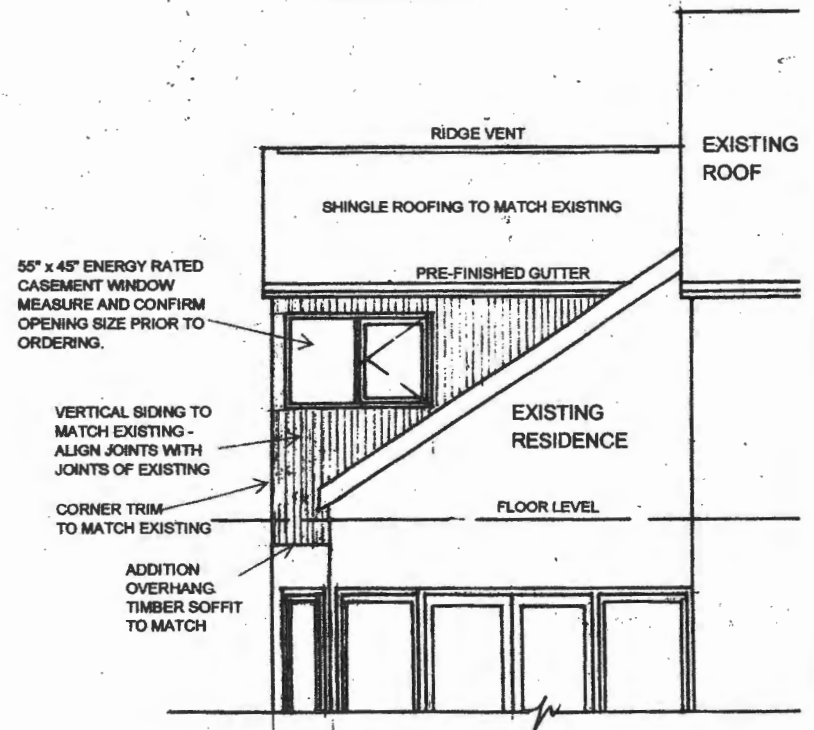 RIDGE VENT
EXISTING
ROOF
SHINGLE ROOFING TO MATCH EXISTING
55" x 45" ENERGY RATED
CASEMENT WINDOW
MEASURE AND CONFIRM
OPENING SIZE PRIOR TO
ORDERING.
PRE-FINISHED GUTTER
VERTICAL SIDING TO
MATCH EXISTING -
ALIGN JOINTS WITH
JOINTS OF EXISTING
EXISTING
RESIDENCE
CORNER TRIM
TO MATCH EXISTING
FLOOR LEVEL
ADDITION
OVERHANG.
TIMBER SOFFIT
TO MATCH